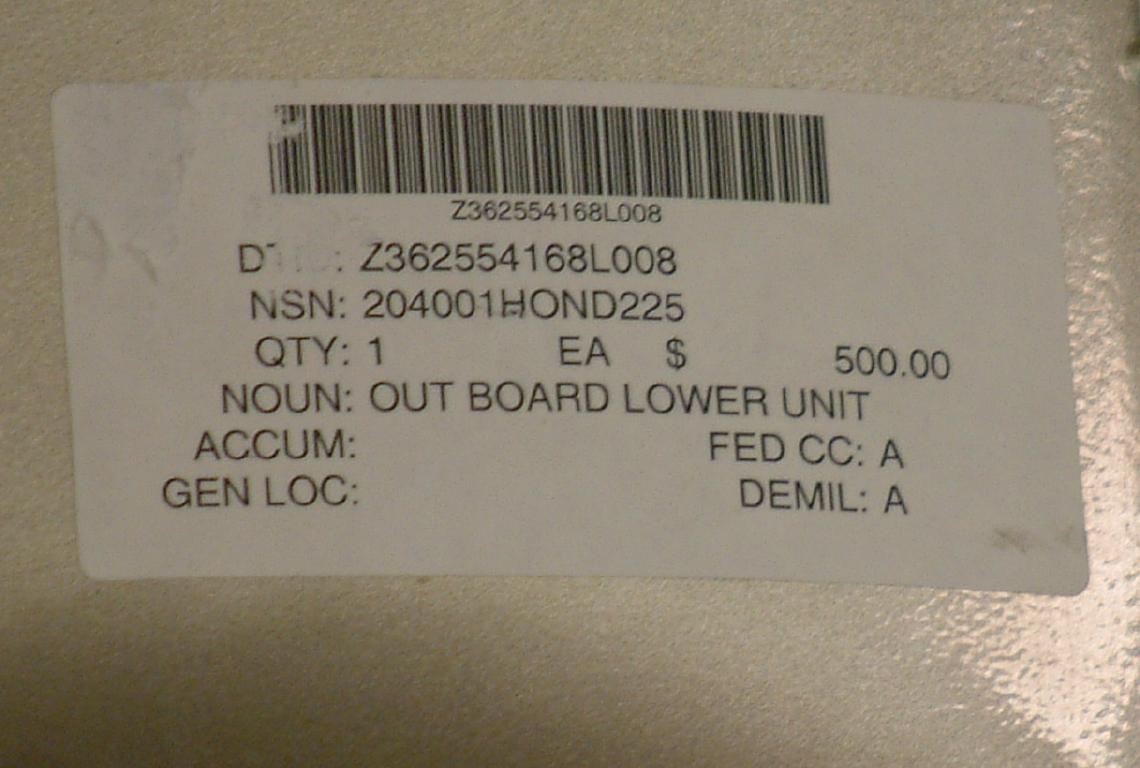 Z362554168L008
Z362554168L008
NSN: 204001HOND225
QTY: 1 EA $ 500.00
NOUN: OUT BOARD LOWER UNIT
ACCUM: FED CC: A
GEN LOC: DEMIL: A